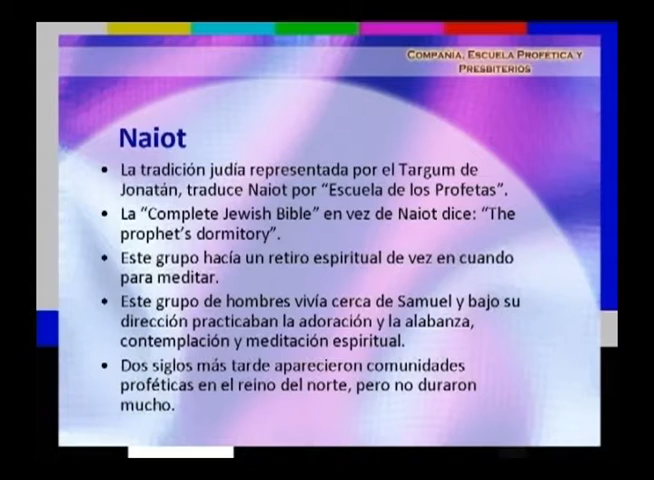 COMPAÑIA, ESCUELA PROFETICA Y
PRESBITERIOS
Naiot
• La tradición judía representada por el Targum de
Jonatán, traduce Naiot por “Escuela de los Profetas”.
• La “Complete Jewish Bible” en vez de Naiot dice: “The
prophet’s dormitory”.
• Este grupo hacía un retiro espiritual de vez en cuando
para meditar.
• Este grupo de hombres vivía cerca de Samuel y bajo su
dirección practicaban la adoración y la alabanza,
contemplación y meditación espiritual.
• Dos siglos más tarde aparecieron comunidades
proféticas en el reino del norte, pero no duraron
mucho.